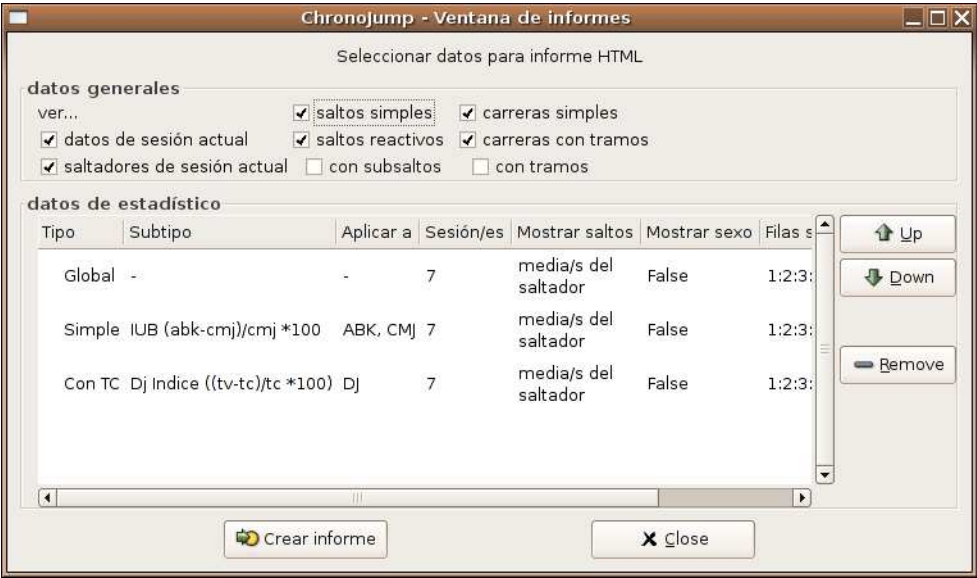 ChronoJump - Ventana de informes
Seleccionar datos para informe HTML
datos generales
ver...
saltos simples
carreras simples
datos de sesión actual
saltos reactivos
carreras con tramos
saltadores de sesión actual
con subsaltos
con tramos
datos de estadístico
Tipo Subtipo Aplicar a Sesión/es Mostrar saltos Mostrar sexo Filas s
Global - - 7 media/s del saltador False 1:2:3:
Simple IUB (abk-cmj)/cmj *100 ABK, CMJ 7 media/s del saltador False 1:2:3:
Con TC Dj Indice ((tv-tc)/tc *100) DJ 7 media/s del saltador False 1:2:3:
Up
Down
Remove
Crear informe
Close